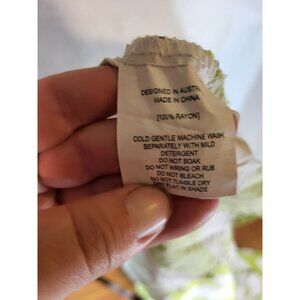 DESIGNED IN AUSTR
MADE IN CHINA
[100% RAYON]
COLD GENTLE MACHINE WASH
SEPARATELY WITH MILD
DETERGENT
DO NOT SOAK
DO NOT WRING OR RUB
DO NOT BLEACH
DO NOT TUMBLE DRY
DRY FLAT IN SHADE